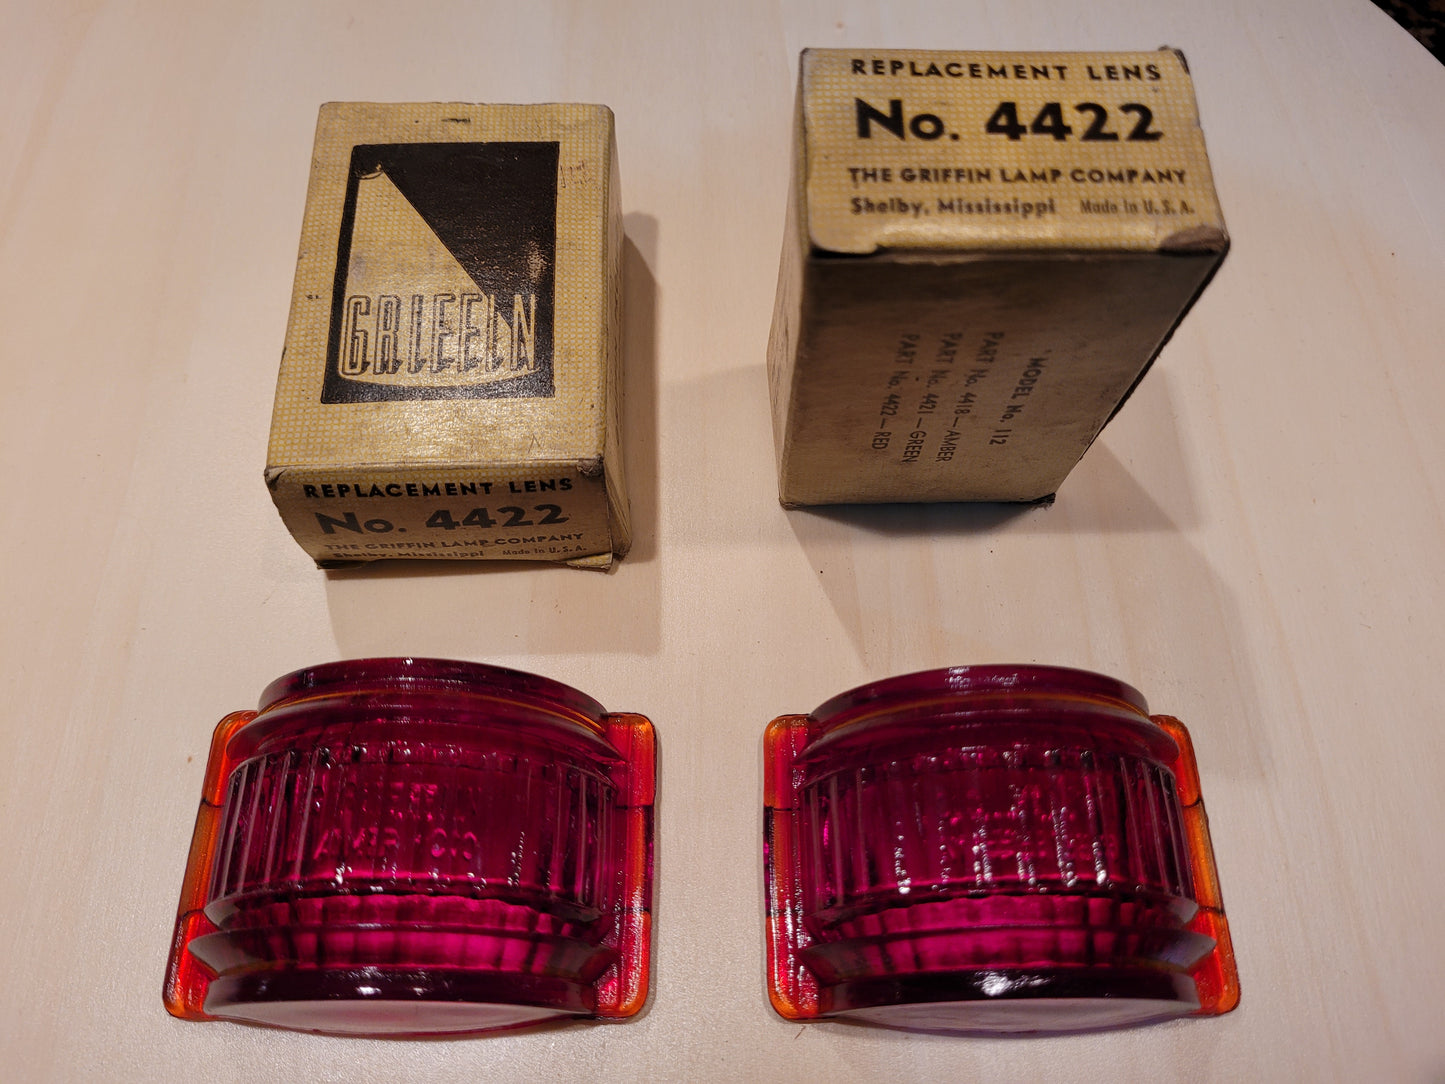 GRIFFIN
REPLACEMENT LENS
No. 4422
THE GRIFFIN LAMP COMPANY
Shelby, Mississippi Made in U. S. A.
REPLACEMENT LENS
No. 4422
THE GRIFFIN LAMP COMPANY
Shelby, Mississippi Made in U. S. A.
MODEL No. 112
PART No. 4418—AMBER
PART No. 4421—GREEN
PART No. 4422—RED
GRIFFIN